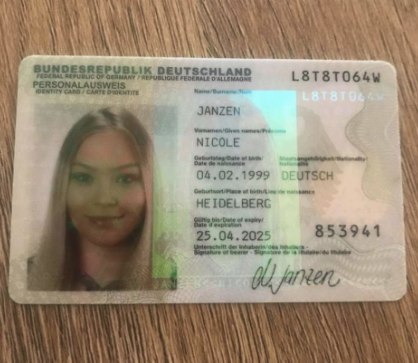 BUNDESREPUBLIK DEUTSCHLAND
FEDERAL REPUBLIC OF GERMANY / REPUBLIQUE FEDERALE D'ALLEMAGNE
L8T8T064W
PERSONALAUSWEIS
IDENTITY CARD / CARTE D'IDENTITE
Name/Surname/Nom
L8T8T064W
JANZEN
Vornamen/Given names/Prénoms
NICOLE
Geburtstag/Date of birth/
Date de naissance
Staatsangehörigkeit/Nationality/
Nationalité
04.02.1999 DEUTSCH
Geburtsort/Place of birth/Lieu de naissance
HEIDELBERG
Gültig bis/Date of expiry/
Date d'expiration
25.04.2025
853941
Unterschrift der Inhaberin/des Inhabers
Signature of bearer - Signature de la titulaire/du titulaire
Janzen